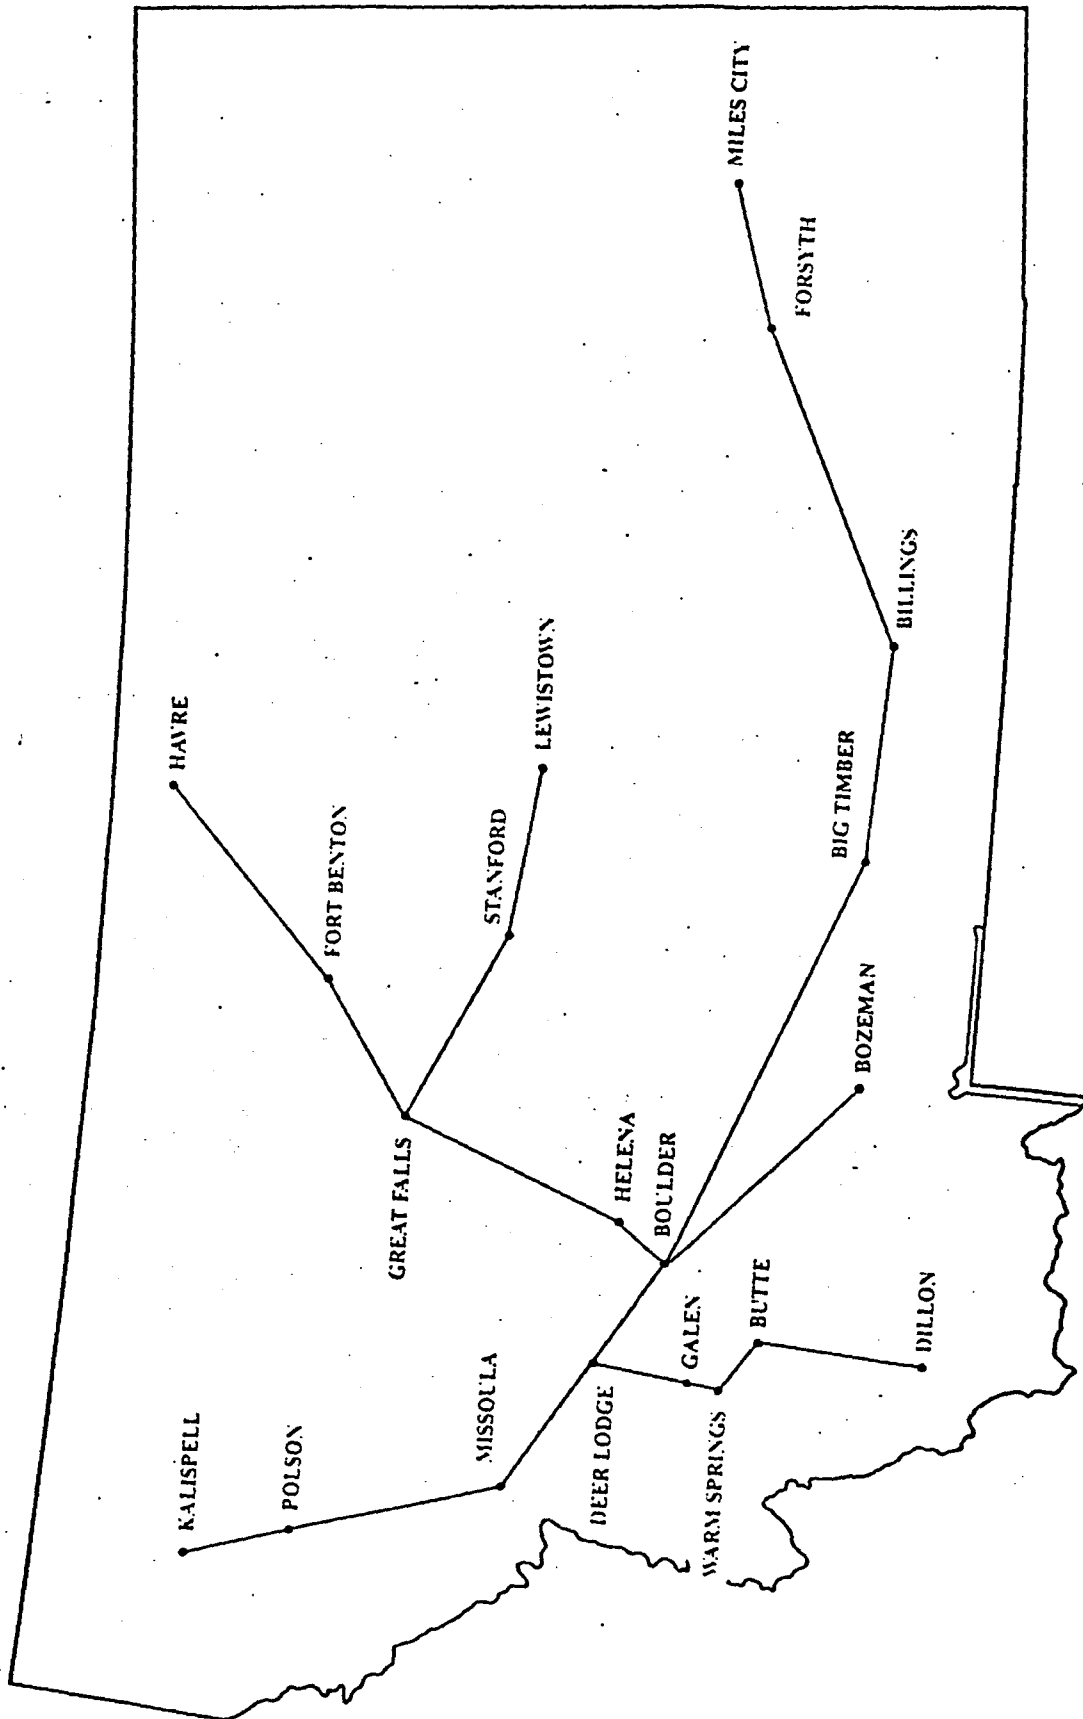 KALISPELL
HAVRE
POLSON
FORT BENTON
GREAT FALLS
MISSOULA
STANFORD
LEWISTOWN
DEER LODGE
HELENA
BOULDER
GALEN
WARM SPRINGS
BUTTE
DILLON
BOZEMAN
BIG TIMBER
BILLINGS
FORSYTH
MILES CITY